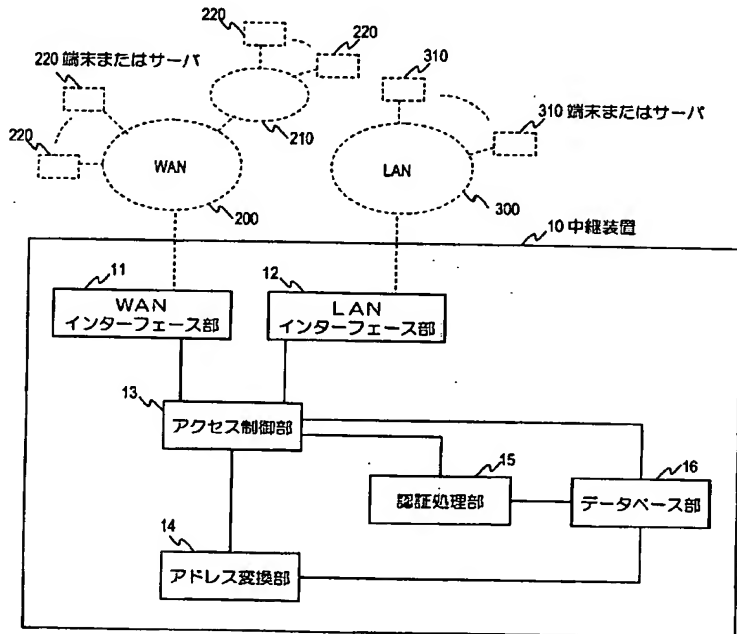 220
220
310
220 端末またはサーバ
310 端末またはサーバ
220
210
WAN
LAN
200
300
10 中継装置
11
12
WAN
インターフェース部
LAN
インターフェース部
13
アクセス制御部
15
16
認証処理部
データベース部
14
アドレス変換部